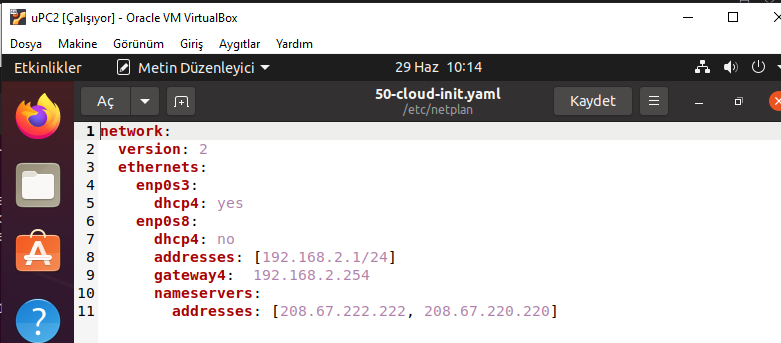 uPC2 [Çalışıyor] - Oracle VM VirtualBox
Dosya Makine Görünüm Giriş Aygıtlar Yardım
Etkinlikler Metin Düzenleyici 29 Haz 10:14
Aç 50-cloud-init.yaml Kaydet
/etc/netplan
1 network:
2 version: 2
3 ethernets:
4 enp0s3:
5 dhcp4: yes
6 enp0s8:
7 dhcp4: no
8 addresses: [192.168.2.1/24]
9 gateway4:  192.168.2.254
10 nameservers:
11 addresses: [208.67.222.222, 208.67.220.220]